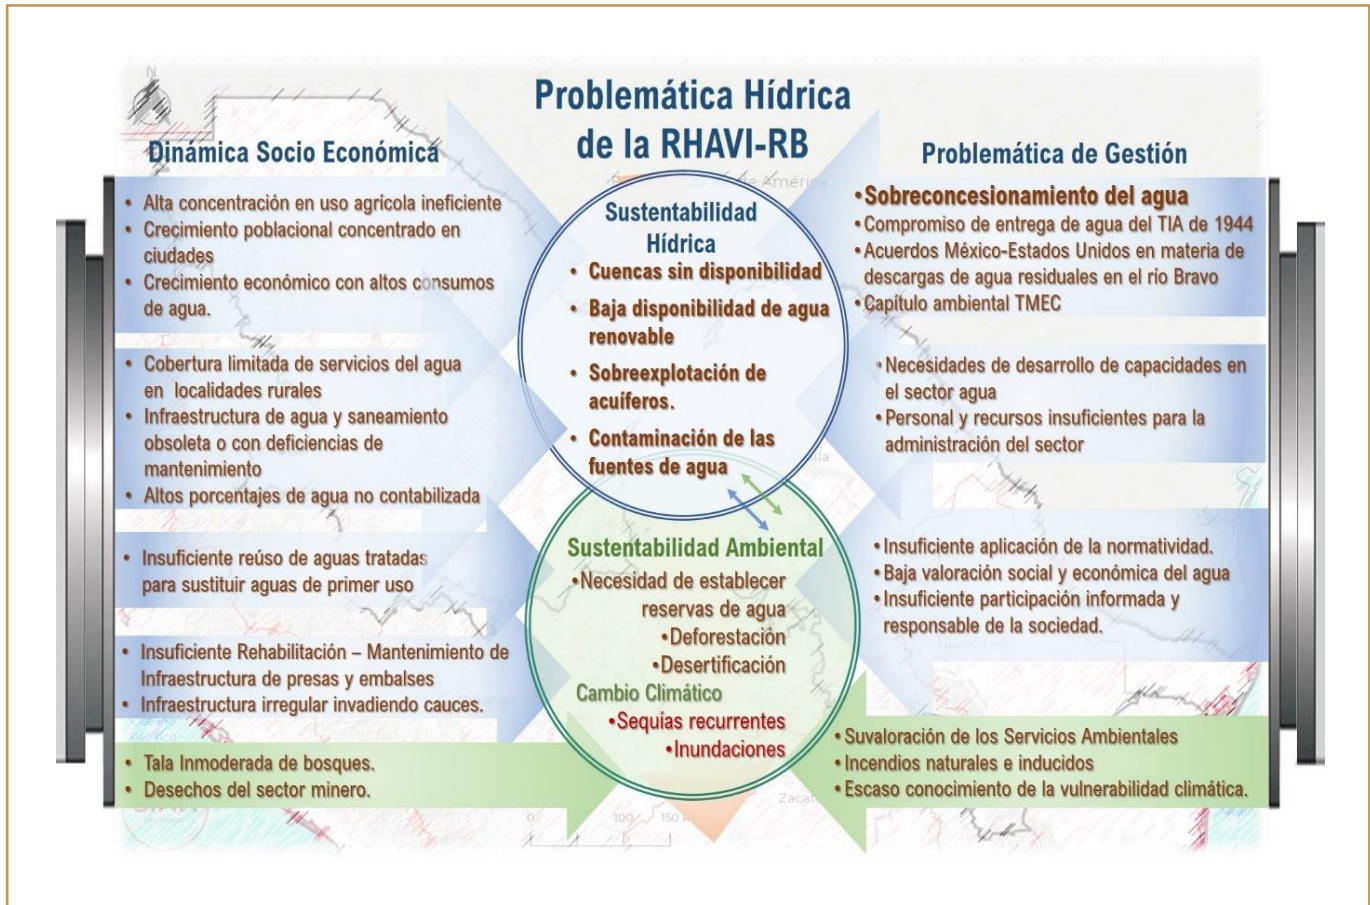 Problemática Hídrica
de la RHAVI-RB
Dinámica Socio Económica
• Alta concentración en uso agrícola ineficiente
• Crecimiento poblacional concentrado en
ciudades
• Crecimiento económico con altos consumos
de agua.
• Cobertura limitada de servicios del agua
en localidades rurales
• Infraestructura de agua y saneamiento
obsoleta o con deficiencias de
mantenimiento
• Altos porcentajes de agua no contabilizada
• Insuficiente reúso de aguas tratadas
para sustituir aguas de primer uso
• Insuficiente Rehabilitación – Mantenimiento de
Infraestructura de presas y embalses
• Infraestructura irregular invadiendo cauces.
• Tala Inmoderada de bosques.
• Desechos del sector minero.
Sustentabilidad
Hídrica
• Cuencas sin disponibilidad
• Baja disponibilidad de agua
renovable
• Sobreexplotación de
acuíferos.
• Contaminación de las
fuentes de agua
Sustentabilidad Ambiental
•Necesidad de establecer
reservas de agua
•Deforestación
•Desertificación
Cambio Climático
•Sequías recurrentes
•Inundaciones
Problemática de Gestión
•Sobreconcesionamiento del agua
•Compromiso de entrega de agua del TIA de 1944
•Acuerdos México-Estados Unidos en materia de
descargas de agua residuales en el río Bravo
•Capítulo ambiental TMEC
•Necesidades de desarrollo de capacidades en
el sector agua
•Personal y recursos insuficientes para la
administración del sector
•Insuficiente aplicación de la normatividad.
•Baja valoración social y económica del agua
•Insuficiente participación informada y
responsable de la sociedad.
•Suvaloración de los Servicios Ambientales
•Incendios naturales e inducidos
•Escaso conocimiento de la vulnerabilidad climática.
N
de América
0 100 150